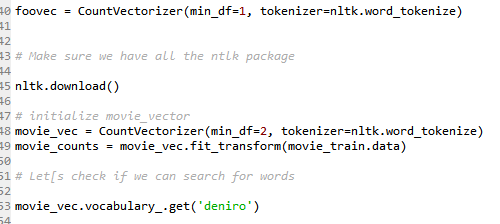 40 foovec = CountVectorizer(min_df=1, tokenizer=nltk.word_tokenize)
41
42
43 # Make sure we have all the ntlk package
44
45 nltk.download()
46
47 # initialize movie_vector
48 movie_vec = CountVectorizer(min_df=2, tokenizer=nltk.word_tokenize)
49 movie_counts = movie_vec.fit_transform(movie_train.data)
50
51 # Let[s check if we can search for words
52
53 movie_vec.vocabulary_.get('deniro')
54